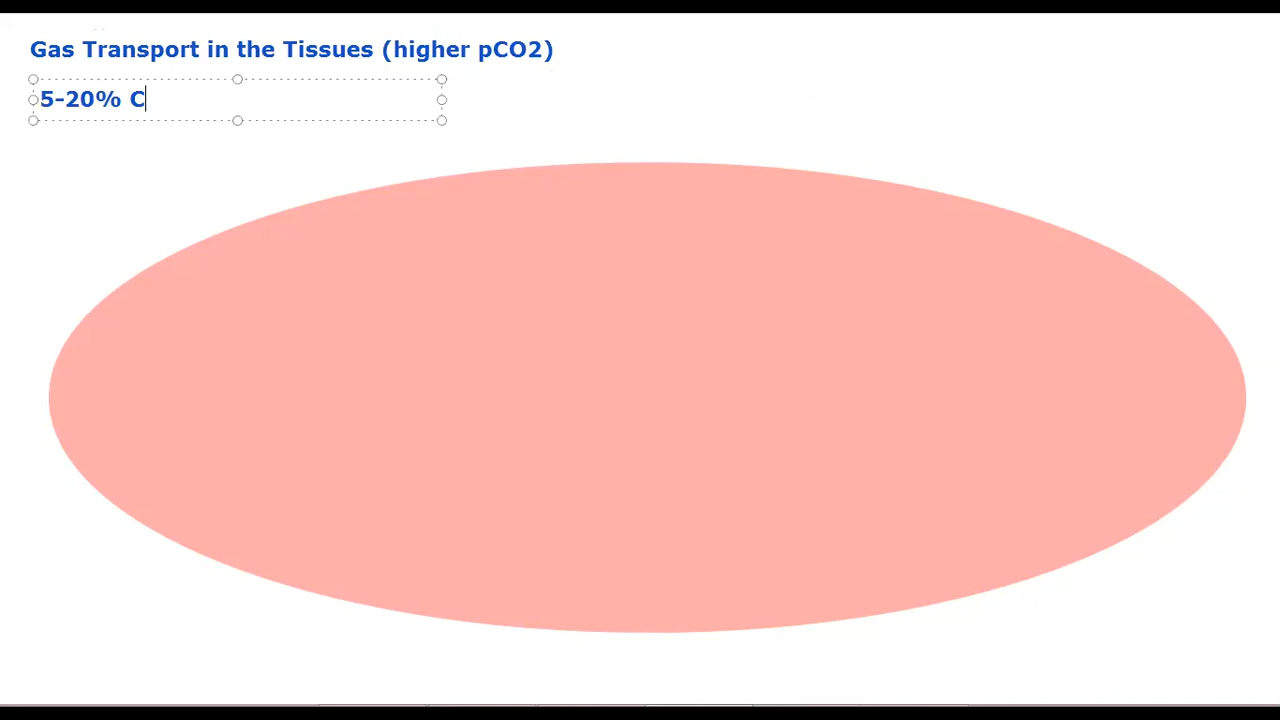 Gas Transport in the Tissues (higher pCO2)
5-20% C